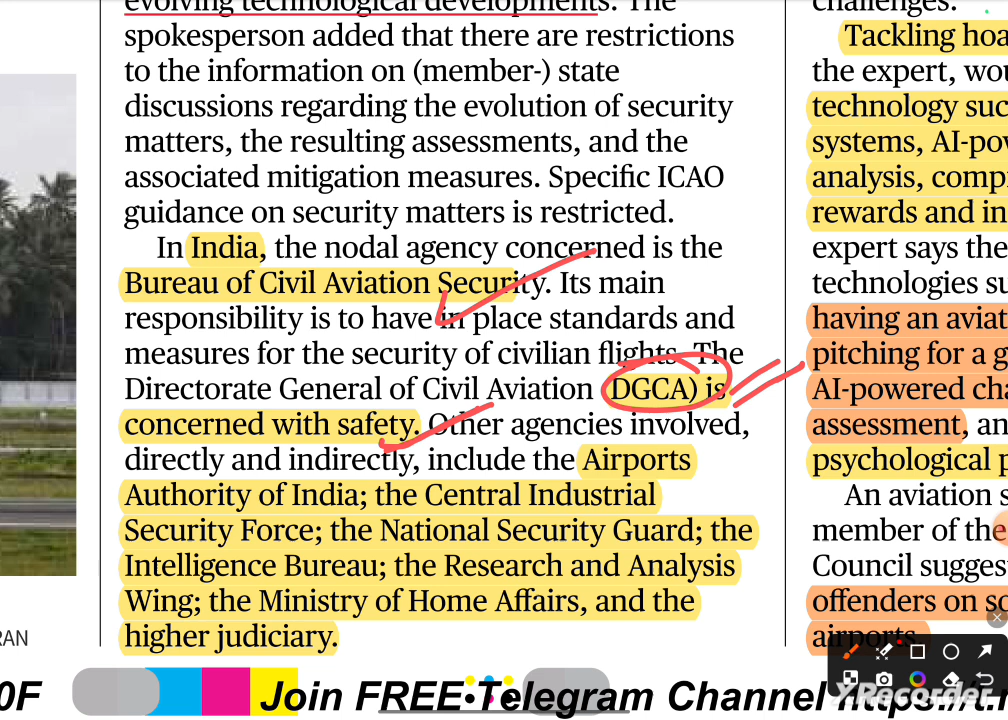 evolving technological developments. The
spokesperson added that there are restrictions
to the information on (member-) state
discussions regarding the evolution of security
matters, the resulting assessments, and the
associated mitigation measures. Specific ICAO
guidance on security matters is restricted.
In India, the nodal agency concerned is the
Bureau of Civil Aviation Security. Its main
responsibility is to have in place standards and
measures for the security of civilian flights. The
Directorate General of Civil Aviation DGCA) is
concerned with safety. Other agencies involved,
directly and indirectly, include the Airports
Authority of India; the Central Industrial
Security Force; the National Security Guard; the
Intelligence Bureau; the Research and Analysis
Wing; the Ministry of Home Affairs, and the
higher judiciary.
challenges.
Tackling hoa
the expert, wou
technology suc
systems, AI-pow
analysis, comp
rewards and in
expert says the
technologies su
having an aviat
pitching for a g
AI-powered cha
assessment, an
psychological p
An aviation s
member of the
Council sugges
offenders on so
airports.
RAN
0F
Join FREE Telegram Channel https://t.m
XRecorder